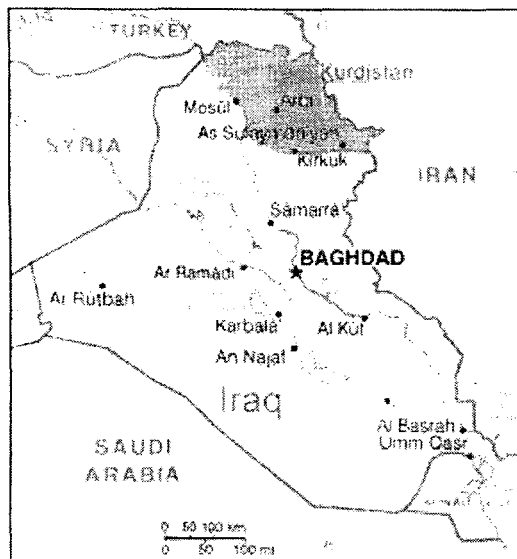 TURKEY
Kurdistan
Mosul
Arbil
As Sulaymaniyah
SYRIA
Kirkuk
IRAN
Samarra
BAGHDAD
Ar Ramadi
Ar Rutbah
Karbala
Al Kut
An Najaf
Iraq
Al Basrah
Umm Qasr
SAUDI
ARABIA
0 50 100 km
0 50 100 mi